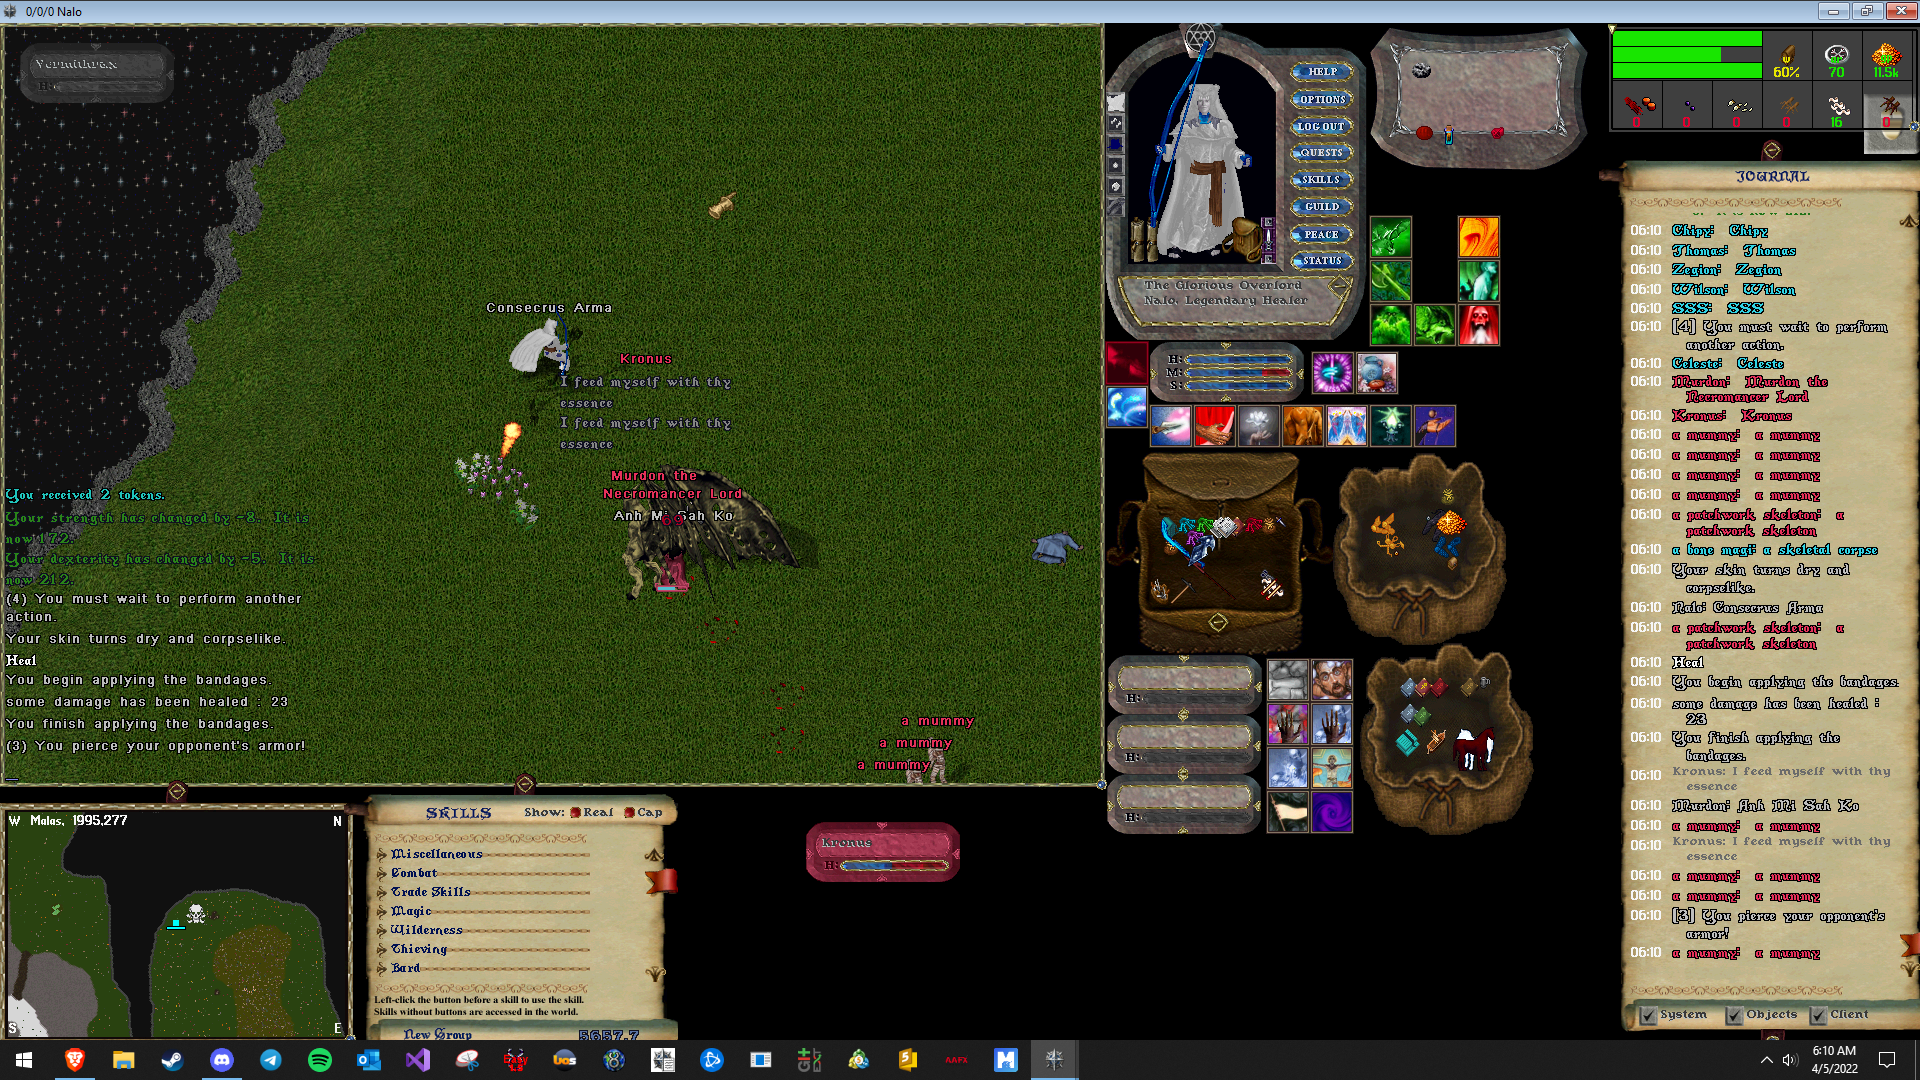 0/0/0 Nalo
Vermithrax
H:
Consecrus Arma
Kronus
I feed myself with thy
essence
I feed myself with thy
essence
Murdon the
Necromancer Lord
Anh Mi Sah Ko
a mummy
a mummy
a mummy
You received 2 tokens.
Your strength has changed by -8. It is
now 172.
Your dexterity has changed by -5. It is
now 212.
(4) You must wait to perform another
action.
Your skin turns dry and corpselike.
Heal
You begin applying the bandages.
some damage has been healed : 23
You finish applying the bandages.
(3) You pierce your opponent's armor!
W Malas, 1995,277 N
S E
SKILLS
Show: Real Cap
Miscellaneous
Combat
Trade Skills
Magic
Wilderness
Thieving
Bard
Left-click the button before a skill to use the skill.
Skills without buttons are accessed in the world.
New Group 5657.7
Kronus
H:
HELP
OPTIONS
LOG OUT
QUESTS
SKILLS
GUILD
PEACE
STATUS
The Glorious Overlord
Nalo, Legendary Healer
H:
M:
S:
H:
H:
H:
60% 70 11.5k
0 0 0 0 16 0
JOURNAL
06:10 Chipy: Chipy
06:10 Thomas: Thomas
06:10 Zegion: Zegion
06:10 Wilson: Wilson
06:10 SSS: SSS
06:10 [4] You must wait to perform
another action.
06:10 Celeste: Celeste
06:10 Murdon: Murdon the
Necromancer Lord
06:10 Kronus: Kronus
06:10 a mummy: a mummy
06:10 a mummy: a mummy
06:10 a mummy: a mummy
06:10 a mummy: a mummy
06:10 a patchwork skeleton: a
patchwork skeleton
06:10 a bone magi: a skeletal corpse
06:10 Your skin turns dry and
corpselike.
06:10 Nalo: Consecrus Arma
06:10 a patchwork skeleton: a
patchwork skeleton
06:10 Heal
06:10 You begin applying the bandages.
06:10 some damage has been healed :
23
06:10 You finish applying the
bandages.
06:10 Kronus: I feed myself with thy
essence
06:10 Murdon: Anh Mi Sah Ko
06:10 a mummy: a mummy
06:10 Kronus: I feed myself with thy
essence
06:10 a mummy: a mummy
06:10 a mummy: a mummy
06:10 [3] You pierce your opponent's
armor!
06:10 a mummy: a mummy
System Objects Client
UOS
6:10 AM
4/5/2022